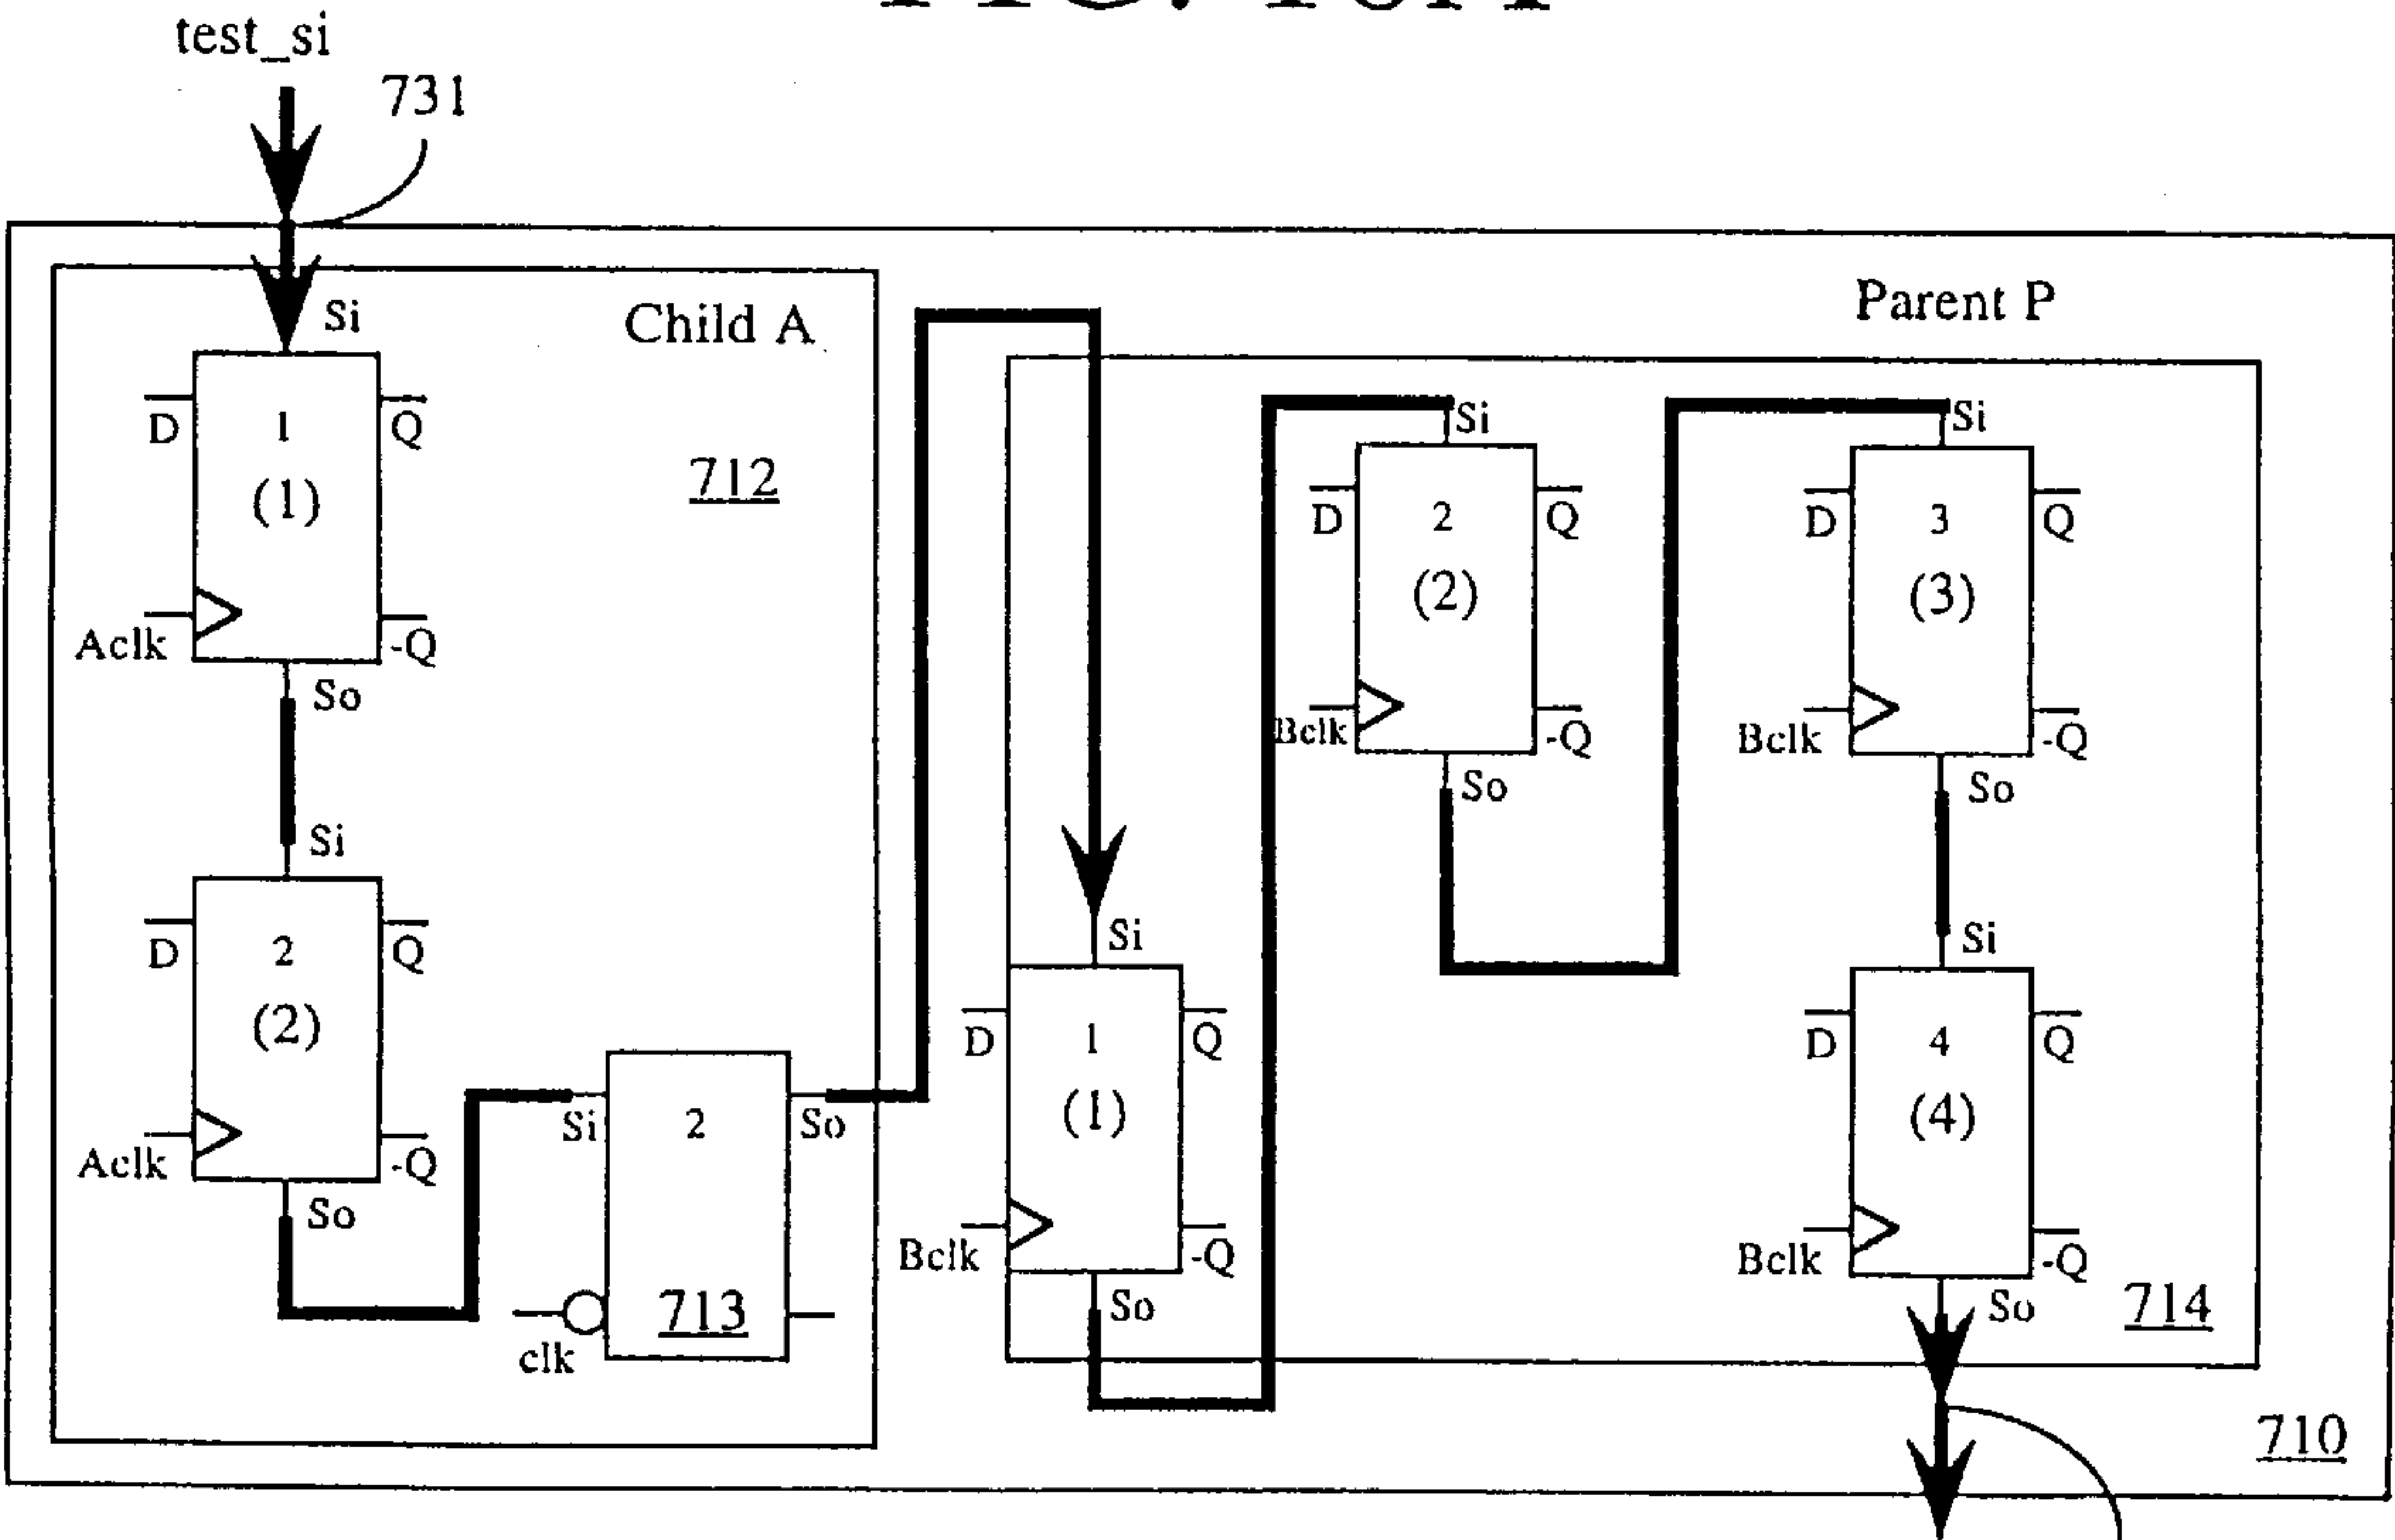 test_si
731
Si
Child A
Parent P
D
1
Q
(1)
712
Aclk
-Q
So
Si
D
2
Q
(2)
Aclk
-Q
So
Si
2
So
713
clk
Si
D
1
Q
(1)
Bclk
-Q
So
Si
D
2
Q
(2)
Bclk
-Q
So
Si
D
3
Q
(3)
Bclk
-Q
So
Si
D
4
Q
(4)
Bclk
-Q
So
714
710